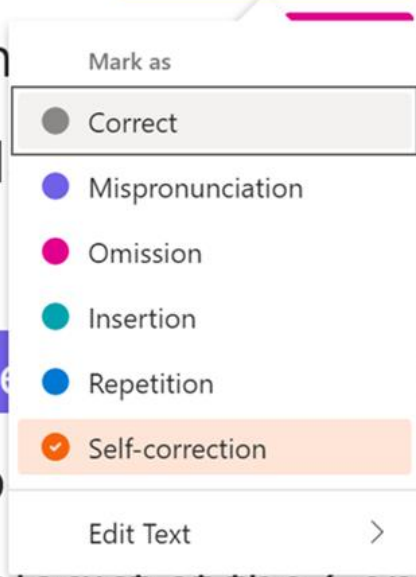 Mark as
Correct
Mispronunciation
Omission
Insertion
Repetition
Self-correction
Edit Text